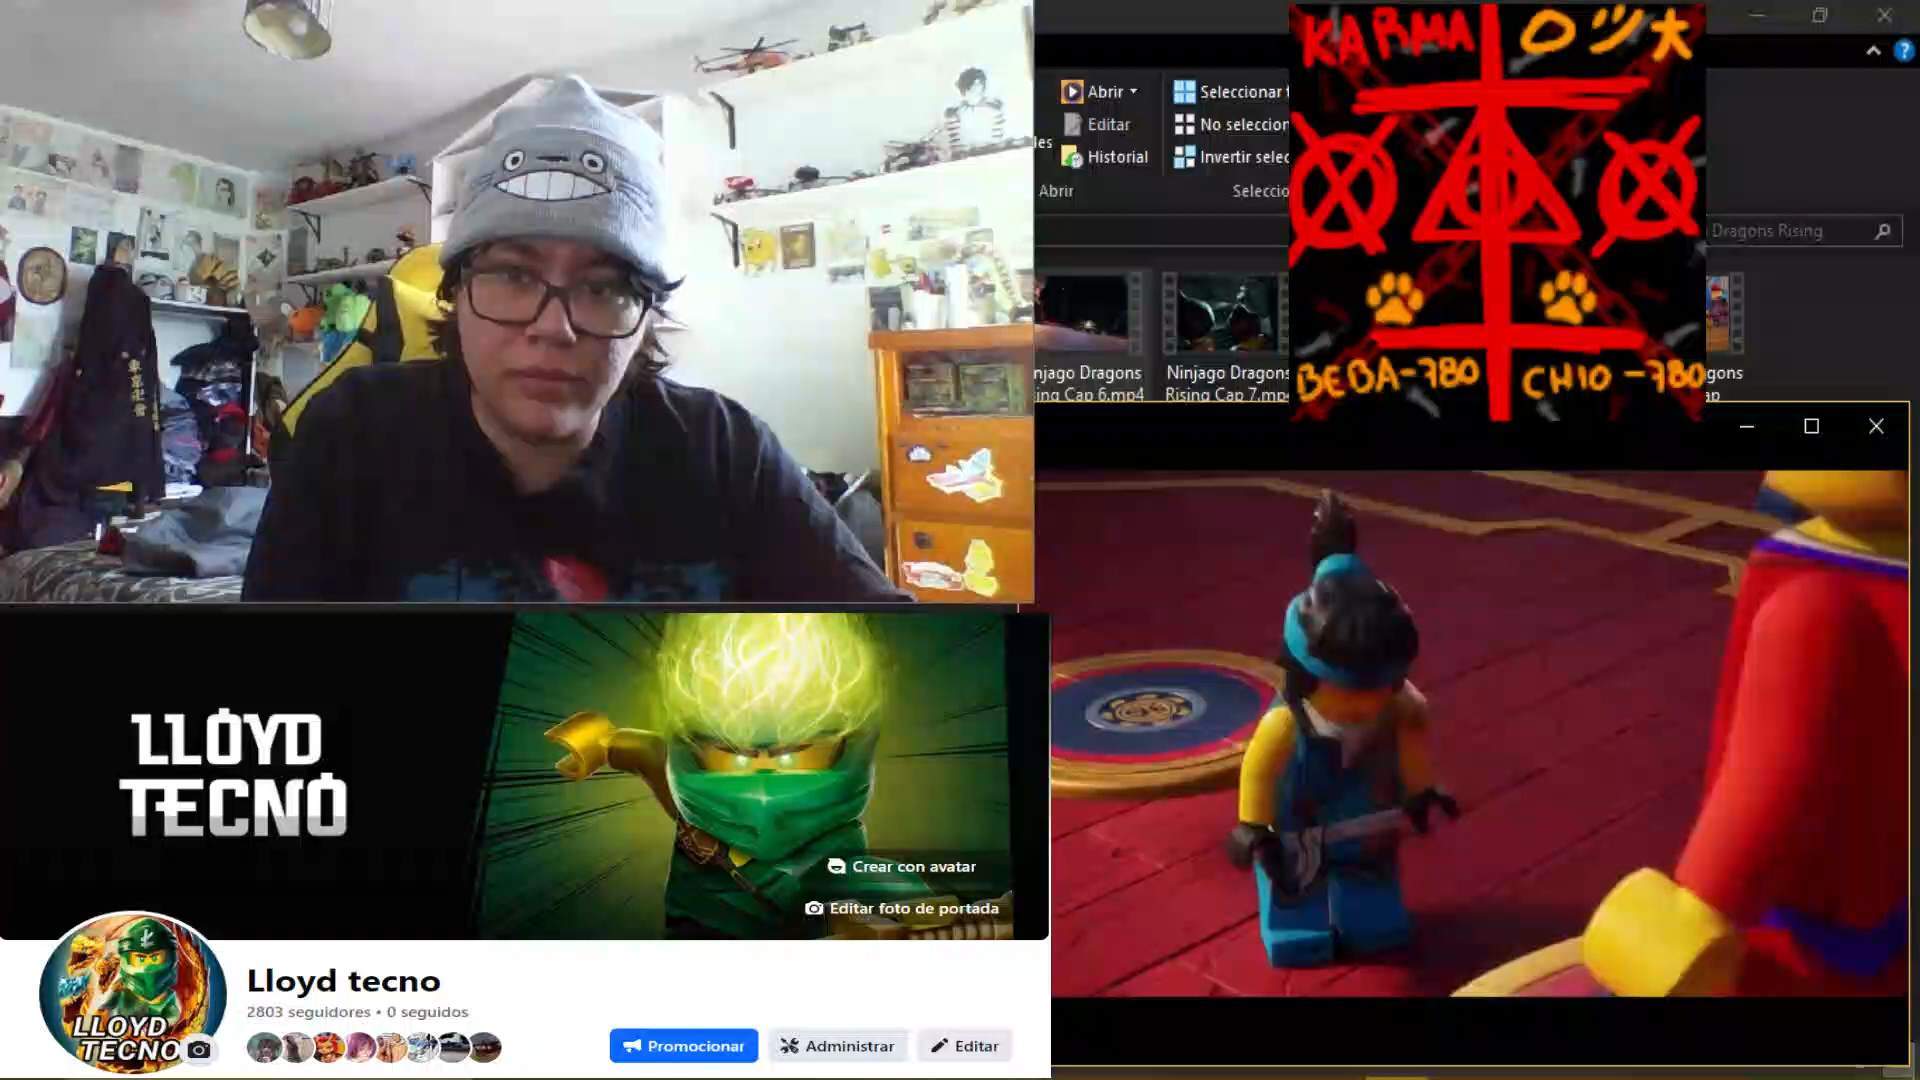 KARMA
Abrir
Seleccionar t
Editar
No seleccion
les
Historial
Invertir selec
Abrir
Seleccio
Dragons Rising
njago Dragons
ing Cap 6.mp4
Ninjago Dragons
Rising Cap 7.mp4
gons
ap
BEBA-780
CHIO-780
LLOYD
TECNO
Crear con avatar
Editar foto de portada
LLOYD
TECNO
Lloyd tecno
2803 seguidores • 0 seguidos
Promocionar
Administrar
Editar